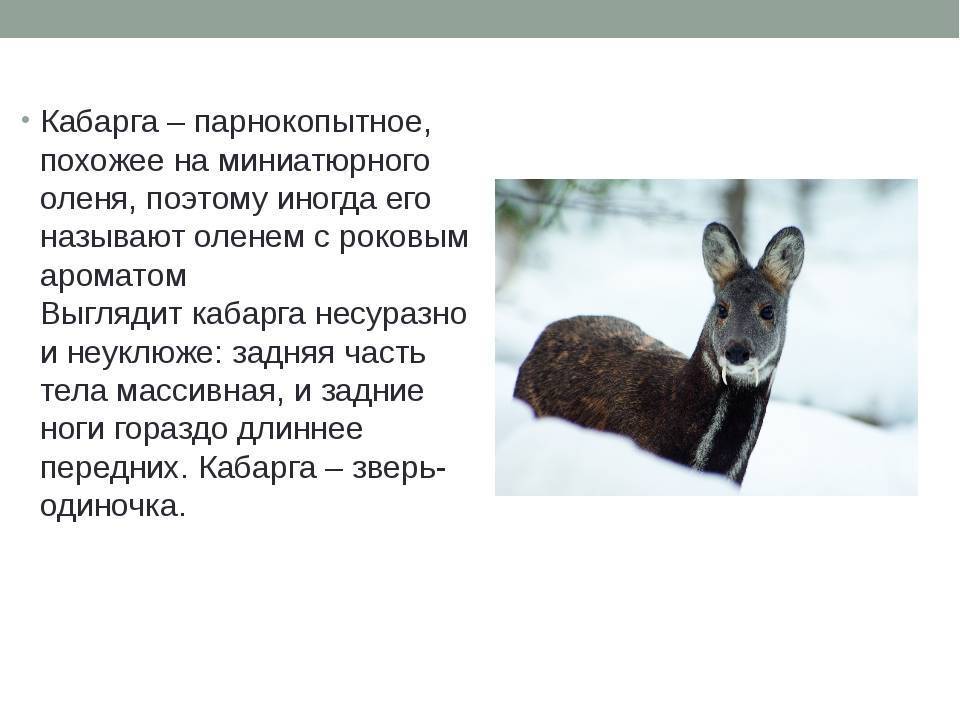 • Кабарга – парнокопытное,
похожее на миниатюрного
оленя, поэтому иногда его
называют оленем с роковым
ароматом
Выглядит кабарга несуразно
и неуклюже: задняя часть
тела массивная, и задние
ноги гораздо длиннее
передних. Кабарга – зверь-
одиночка.